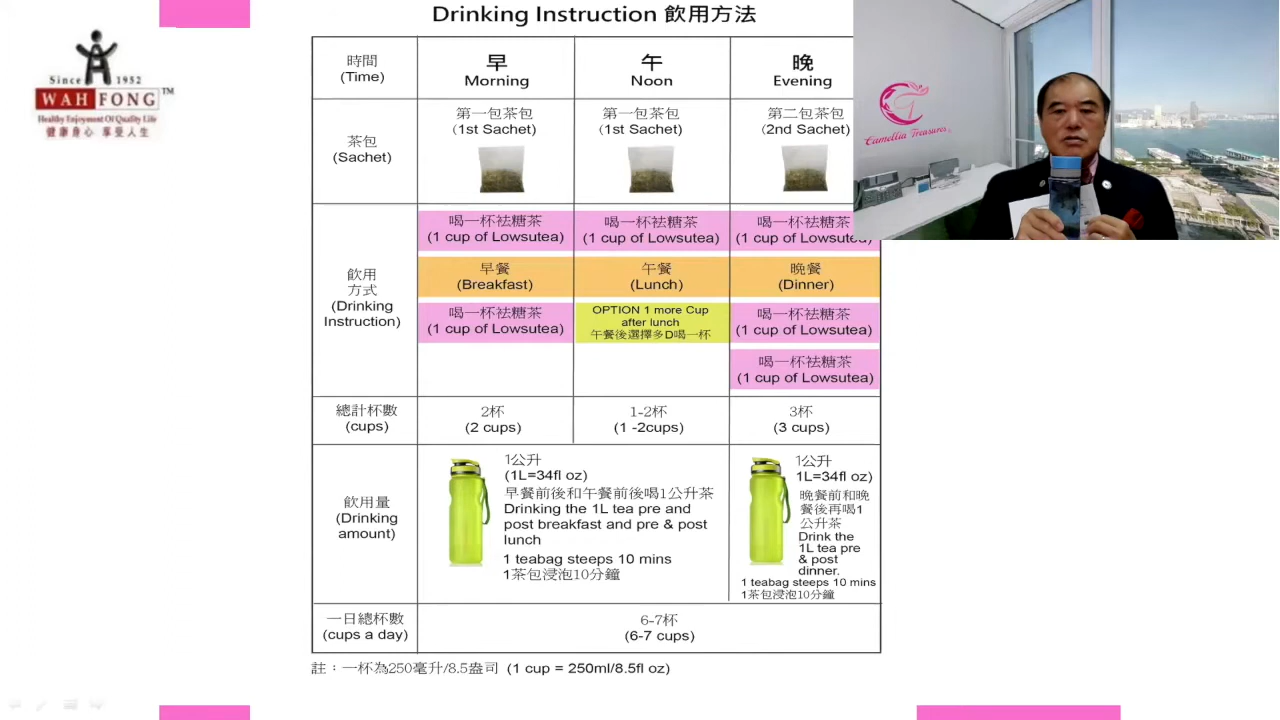 Drinking Instruction 飲用方法
Since 1952
WAH FONG TM
Healthy Enjoyment Of Quality Life
健康身心 享受人生
時間
(Time)
早
Morning
午
Noon
晚
Evening
茶包
(Sachet)
第一包茶包
(1st Sachet)
第一包茶包
(1st Sachet)
第二包茶包
(2nd Sachet)
Camellia Treasures
飲用
方式
(Drinking
Instruction)
喝一杯袪糖茶
(1 cup of Lowsutea)
喝一杯袪糖茶
(1 cup of Lowsutea)
喝一杯袪糖茶
(1 cup of Lowsutea)
早餐
(Breakfast)
午餐
(Lunch)
晚餐
(Dinner)
喝一杯袪糖茶
(1 cup of Lowsutea)
OPTION 1 more Cup
after lunch
午餐後選擇多D喝一杯
喝一杯袪糖茶
(1 cup of Lowsutea)
喝一杯袪糖茶
(1 cup of Lowsutea)
總計杯數
(cups)
2杯
(2 cups)
1-2杯
(1 -2cups)
3杯
(3 cups)
飲用量
(Drinking
amount)
1公升
(1L=34fl oz)
早餐前後和午餐前後喝1公升茶
Drinking the 1L tea pre and
post breakfast and pre & post
lunch
1 teabag steeps 10 mins
1茶包浸泡10分鐘
1公升
1L=34fl oz)
晚餐前和晚
餐後再喝1
公升茶
Drink the
1L tea pre
& post
dinner.
1 teabag steeps 10 mins
1茶包浸泡10分鐘
一日總杯數
(cups a day)
6-7杯
(6-7 cups)
註：一杯為250毫升/8.5盎司 (1 cup = 250ml/8.5fl oz)